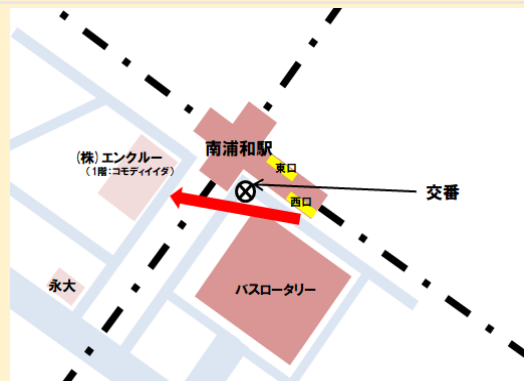 南浦和駅
東口
(株)エンクルー
(1階:コモディイイダ)
交番
西口
永大
バスロータリー